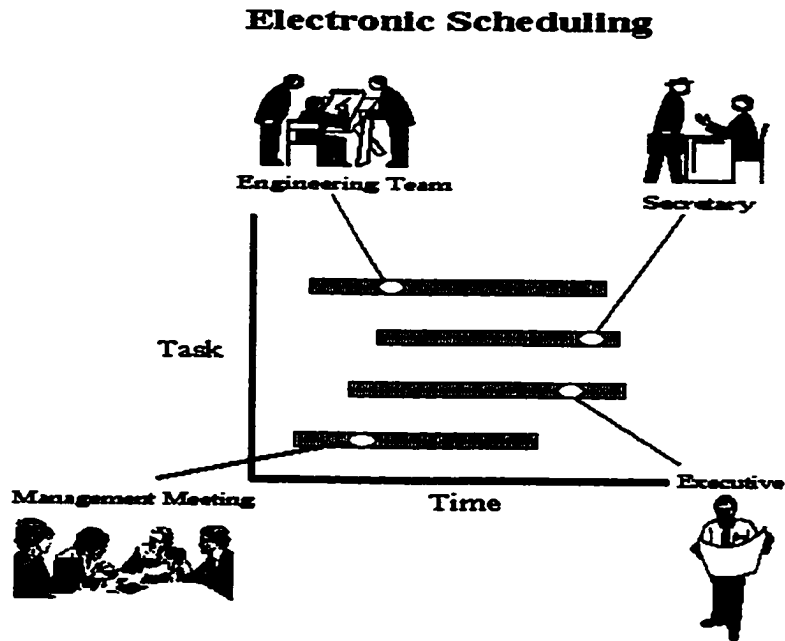 Electronic Scheduling
Engineering Team
Secretary
Task
Management Meeting
Time
Executive